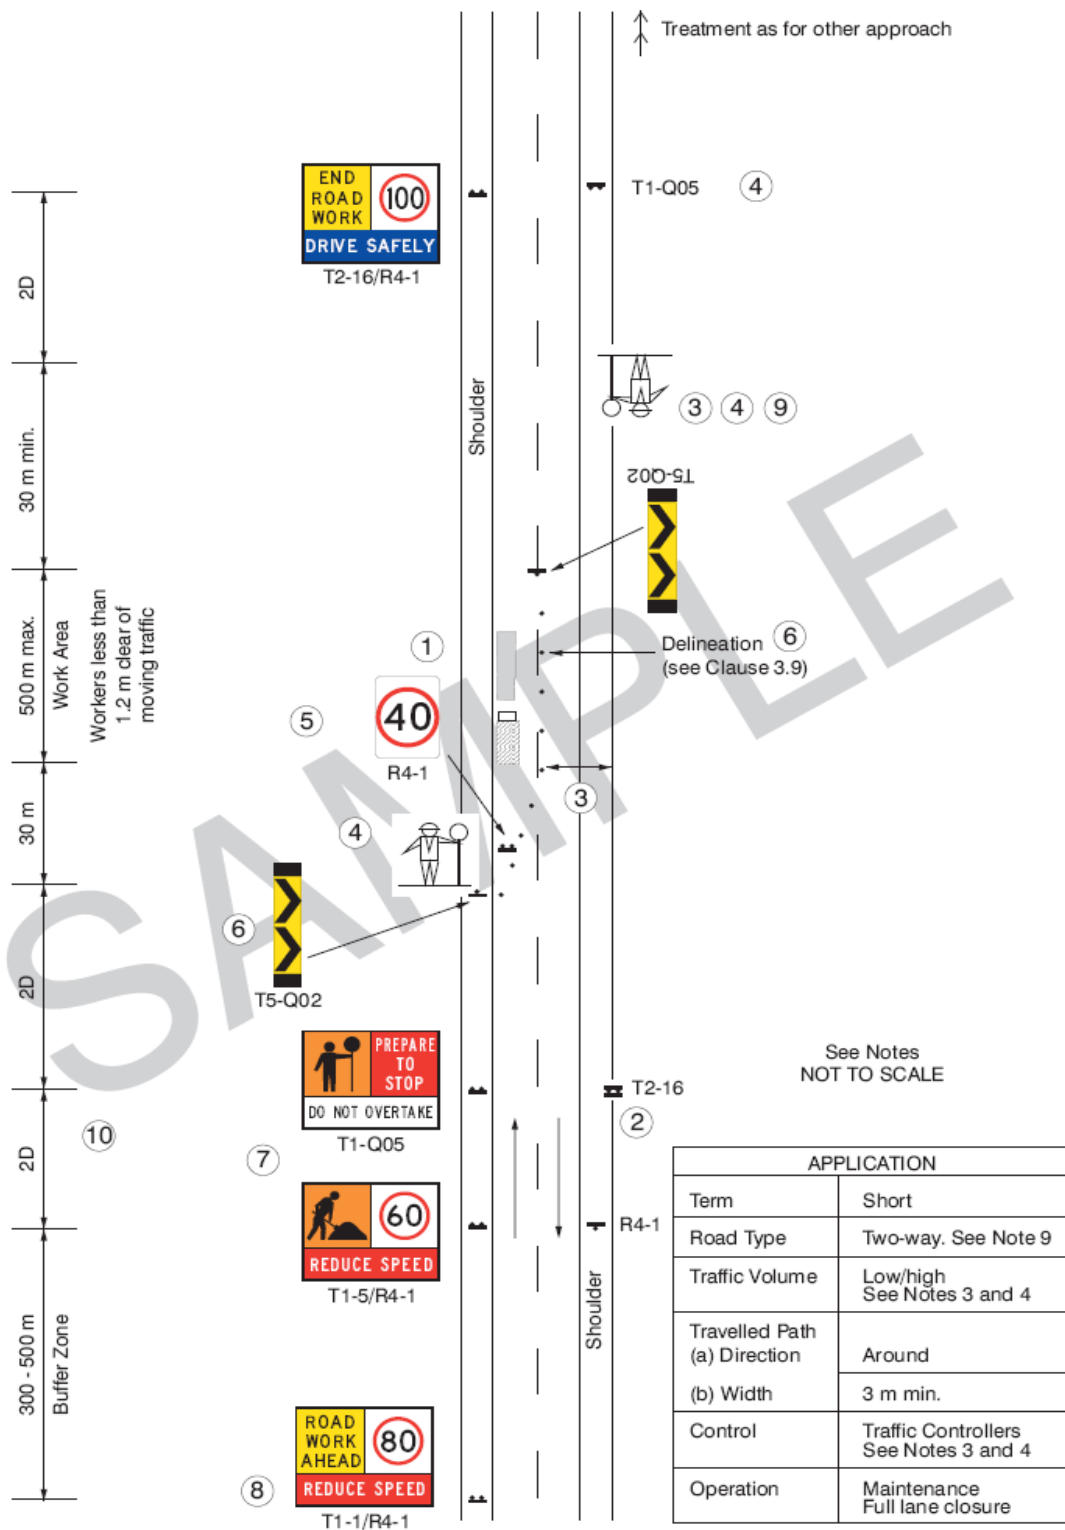 Treatment as for other approach
END
ROAD
WORK
100
DRIVE SAFELY
T2-16/R4-1
T1-Q05
4
2D
Shoulder
3
4
9
30 m min.
T5-Q02
500 m max.
Work Area
Workers less than
1.2 m clear of
moving traffic
1
Delineation
6
(see Clause 3.9)
5
40
R4-1
3
30 m
4
6
T5-Q02
2D
SAMPLE
PREPARE
TO
STOP
DO NOT OVERTAKE
T1-Q05
See Notes
NOT TO SCALE
T2-16
2
10
2D
7
60
REDUCE SPEED
T1-5/R4-1
R4-1
Shoulder
300 - 500 m
Buffer Zone
ROAD
WORK
AHEAD
80
REDUCE SPEED
8
T1-1/R4-1
APPLICATION
Term Short
Road Type Two-way. See Note 9
Traffic Volume Low/high
See Notes 3 and 4
Travelled Path
(a) Direction Around
(b) Width 3 m min.
Control Traffic Controllers
See Notes 3 and 4
Operation Maintenance
Full lane closure